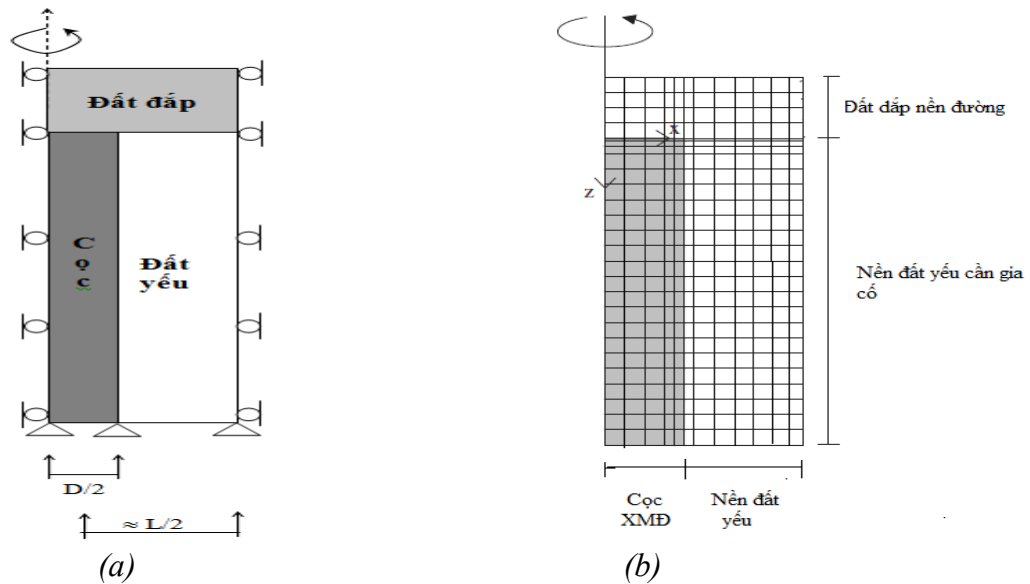 Đất đắp
Cọc
Đất
yếu
D/2
≈ L/2
(a)
x
z
Đất đắp nền đường
Nền đất yếu cần gia
cố
Cọc
XMĐ
Nền đất
yếu
(b)